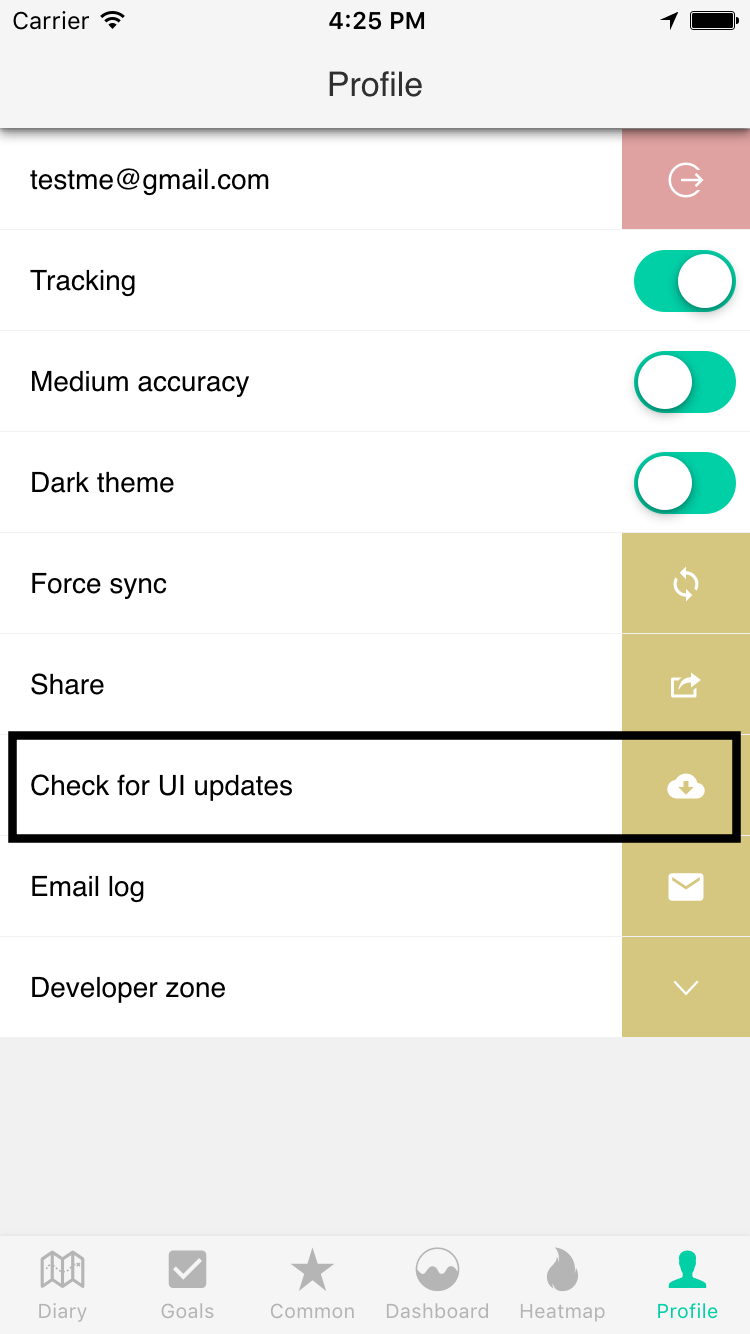 Carrier 4:25 PM
Profile
testme@gmail.com
Tracking
Medium accuracy
Dark theme
Force sync
Share
Check for UI updates
Email log
Developer zone
Diary Goals Common Dashboard Heatmap Profile